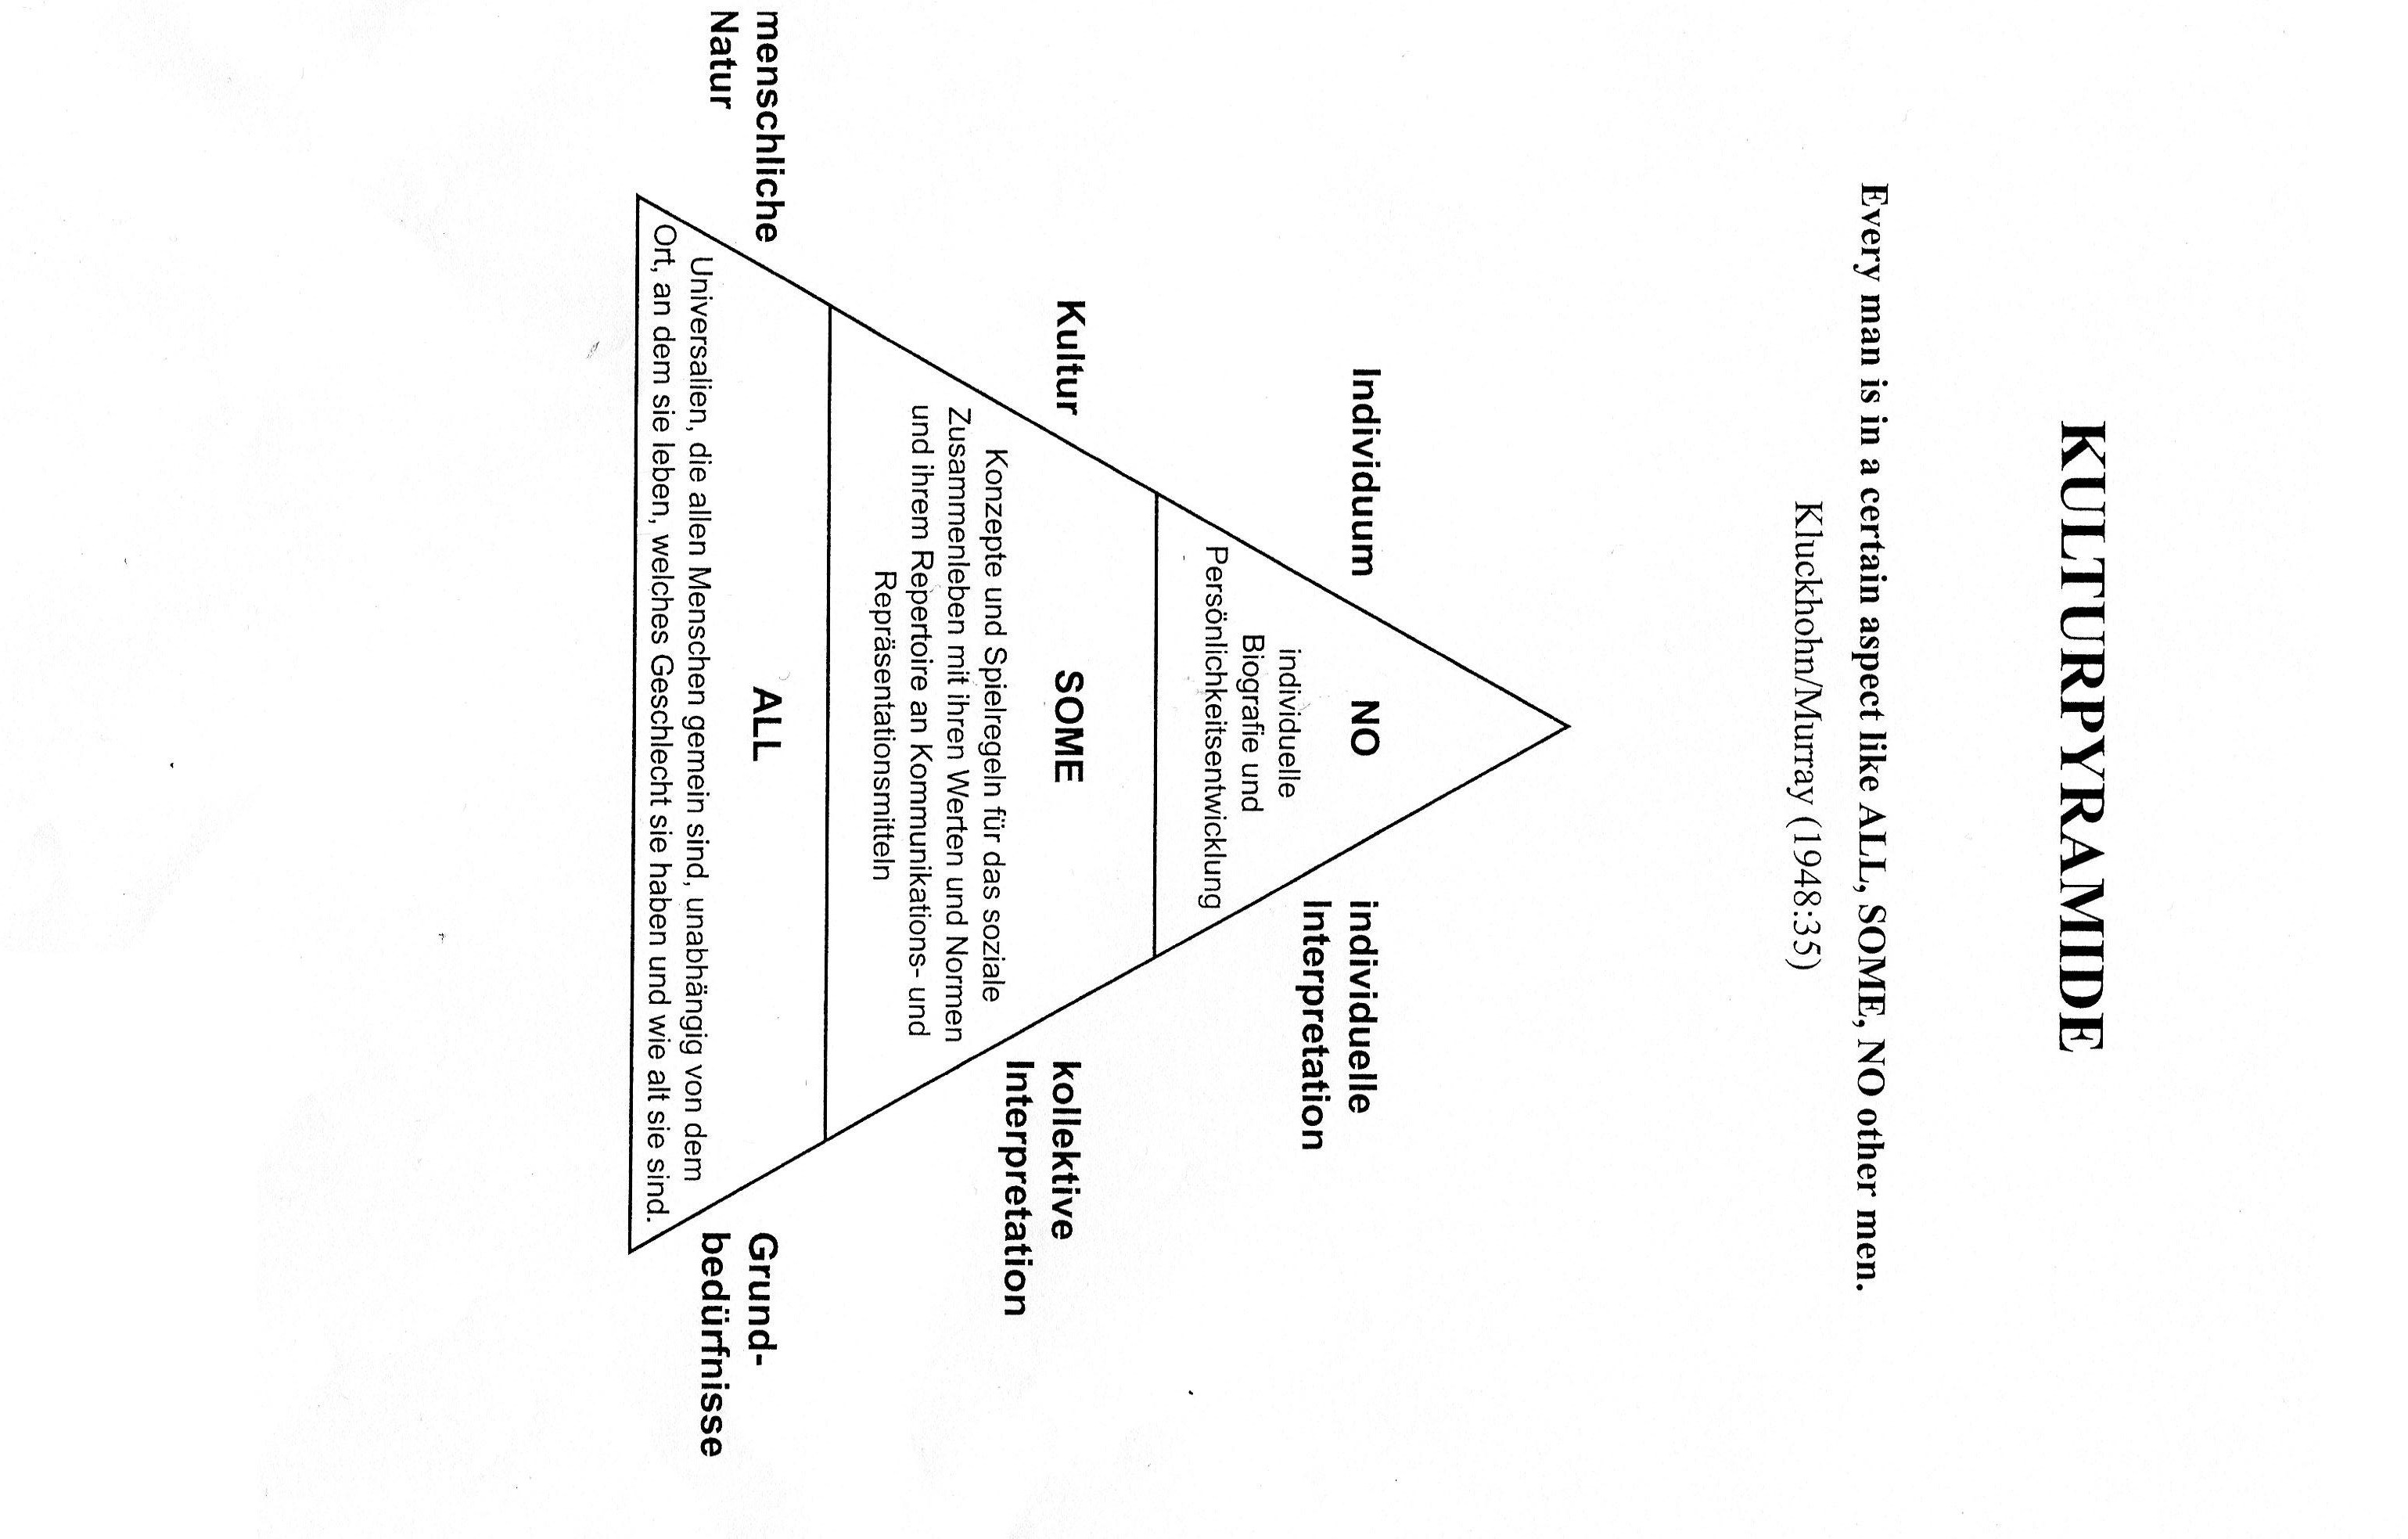 KULTURPYRAMIDE
Every man is in a certain aspect like ALL, SOME, NO other men.
Kluckhohn/Murray (1948:35)
Individuum
NO
individuelle
Interpretation
individuelle
Biografie und
Persönlichkeitsentwicklung
Kultur
SOME
kollektive
Interpretation
Konzepte und Spielregeln für das soziale
Zusammenleben mit ihren Werten und Normen
und ihrem Repertoire an Kommunikations- und
Repräsentationsmitteln
menschliche
Natur
ALL
Grund-
bedürfnisse
Universalien, die allen Menschen gemein sind, unabhängig von dem
Ort, an dem sie leben, welches Geschlecht sie haben und wie alt sie sind.